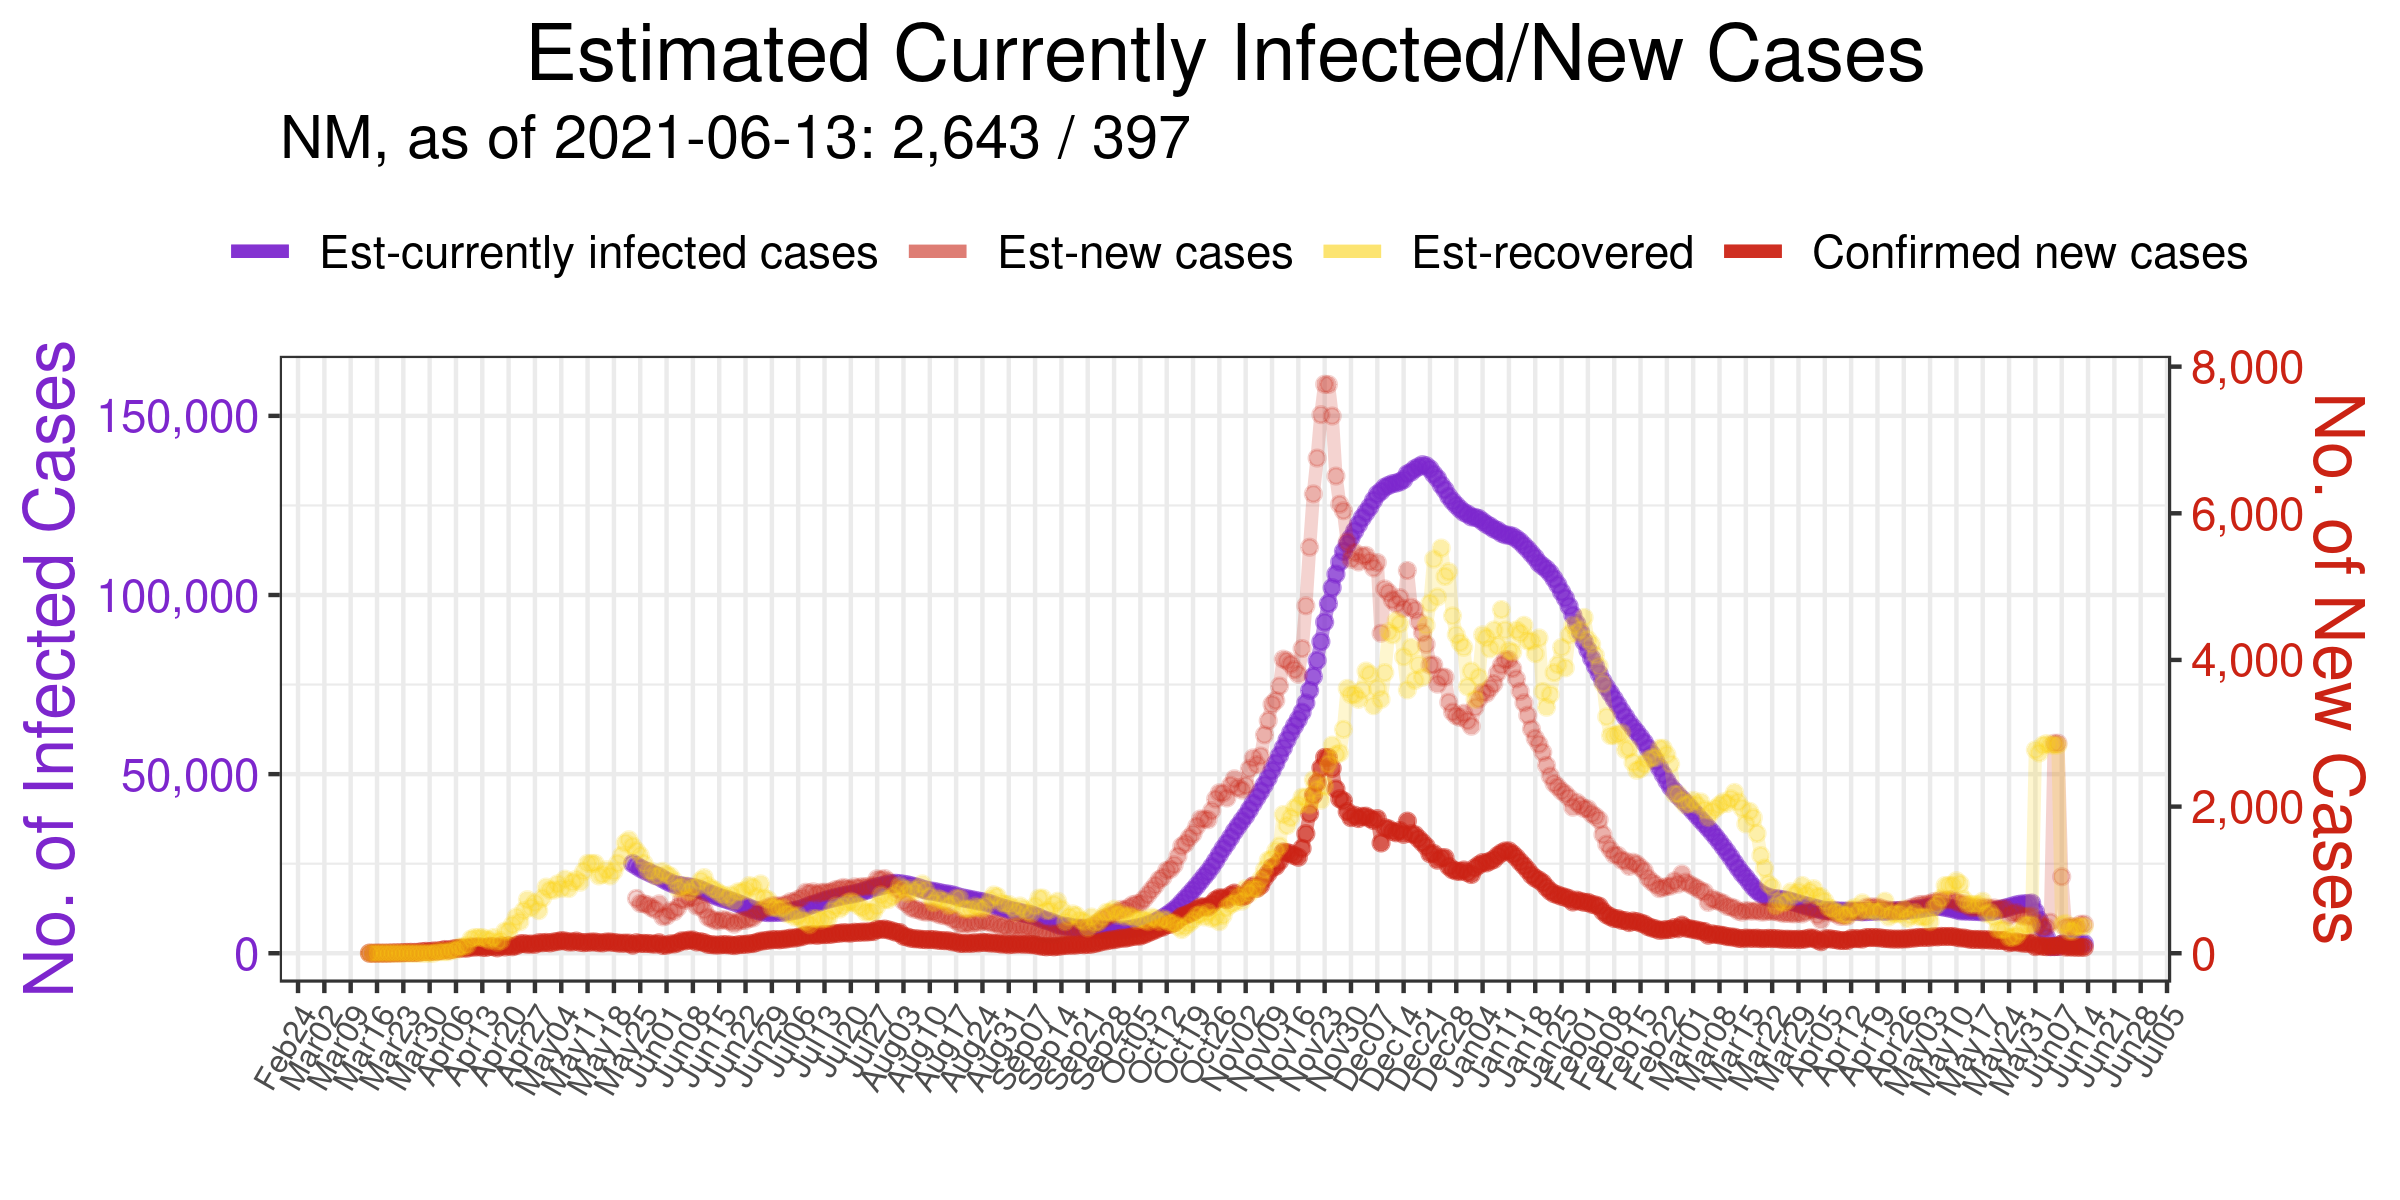 Estimated Currently Infected/New Cases
NM, as of 2021-06-13: 2,643 / 397
Est-currently infected cases
Est-new cases
Est-recovered
Confirmed new cases
No. of Infected Cases
150,000
100,000
50,000
0
8,000
6,000
4,000
2,000
0
No. of New Cases
Feb24
Mar02
Mar09
Mar16
Mar23
Mar30
Apr06
Apr13
Apr20
Apr27
May04
May11
May18
May25
Jun01
Jun08
Jun15
Jun22
Jun29
Jul06
Jul13
Jul20
Jul27
Aug03
Aug10
Aug17
Aug24
Aug31
Sep07
Sep14
Sep21
Sep28
Oct05
Oct12
Oct19
Oct26
Nov02
Nov09
Nov16
Nov23
Nov30
Dec07
Dec14
Dec21
Dec28
Jan04
Jan11
Jan18
Jan25
Feb01
Feb08
Feb15
Feb22
Mar01
Mar08
Mar15
Mar22
Mar29
Apr05
Apr12
Apr19
Apr26
May03
May10
May17
May24
May31
Jun07
Jun14
Jun21
Jun28
Jul05